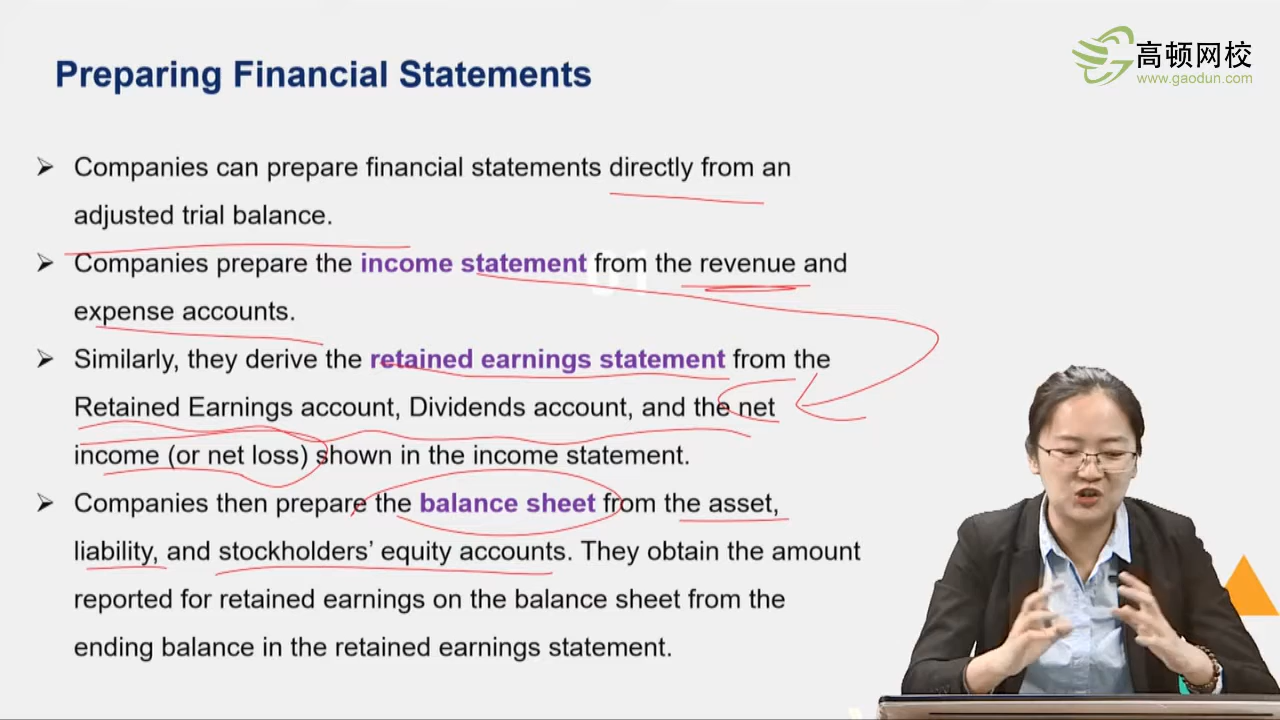 高顿网校
www.gaodun.com
Preparing Financial Statements
➢ Companies can prepare financial statements directly from an
adjusted trial balance.
➢ Companies prepare the income statement from the revenue and
expense accounts.
➢ Similarly, they derive the retained earnings statement from the
Retained Earnings account, Dividends account, and the net
income (or net loss) shown in the income statement.
➢ Companies then prepare the balance sheet from the asset,
liability, and stockholders’ equity accounts. They obtain the amount
reported for retained earnings on the balance sheet from the
ending balance in the retained earnings statement.